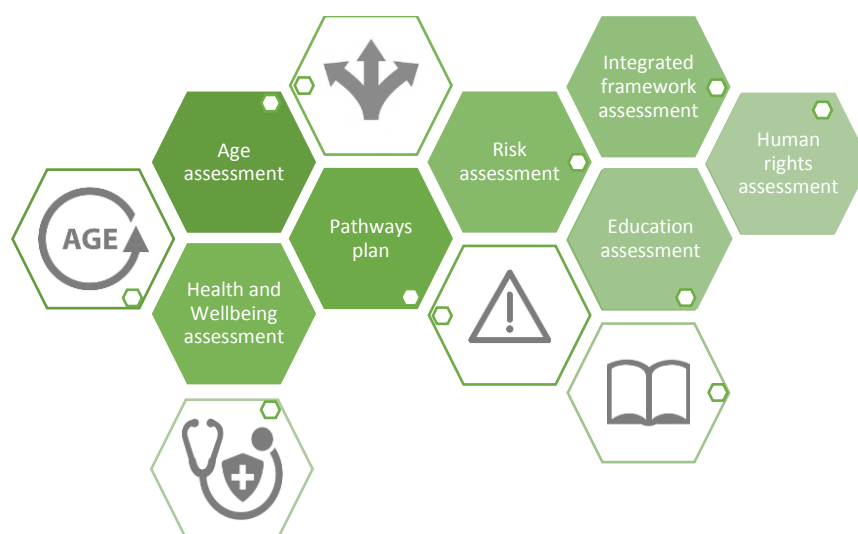 Integrated
framework
assessment
Age
assessment
Risk
assessment
Human
rights
assessment
AGE
Pathways
plan
Education
assessment
Health and
Wellbeing
assessment